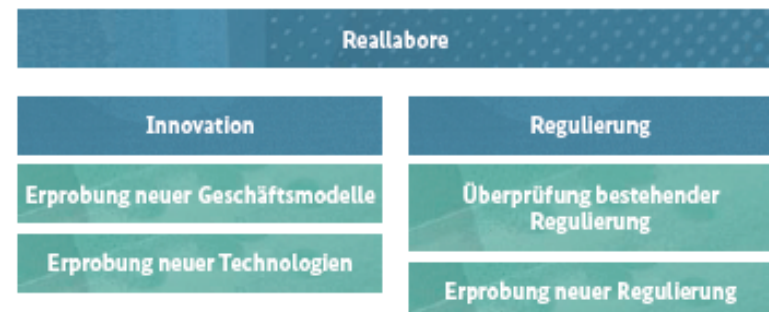 Reallabore
Innovation
Erprobung neuer Geschäftsmodelle
Erprobung neuer Technologien
Regulierung
Überprüfung bestehender
Regulierung
Erprobung neuer Regulierung